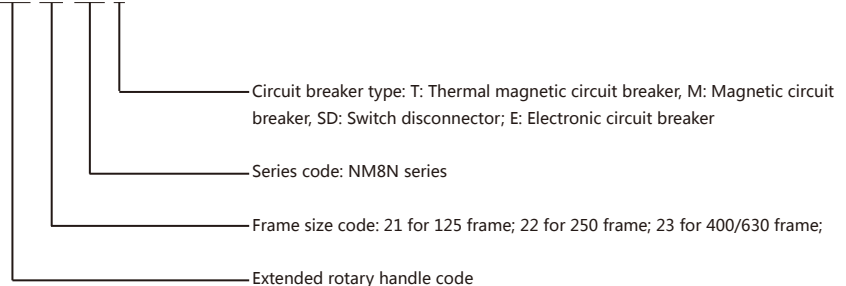 Circuit breaker type: T: Thermal magnetic circuit breaker, M: Magnetic circuit
breaker, SD: Switch disconnector; E: Electronic circuit breaker
Series code: NM8N series
Frame size code: 21 for 125 frame; 22 for 250 frame; 23 for 400/630 frame;
Extended rotary handle code